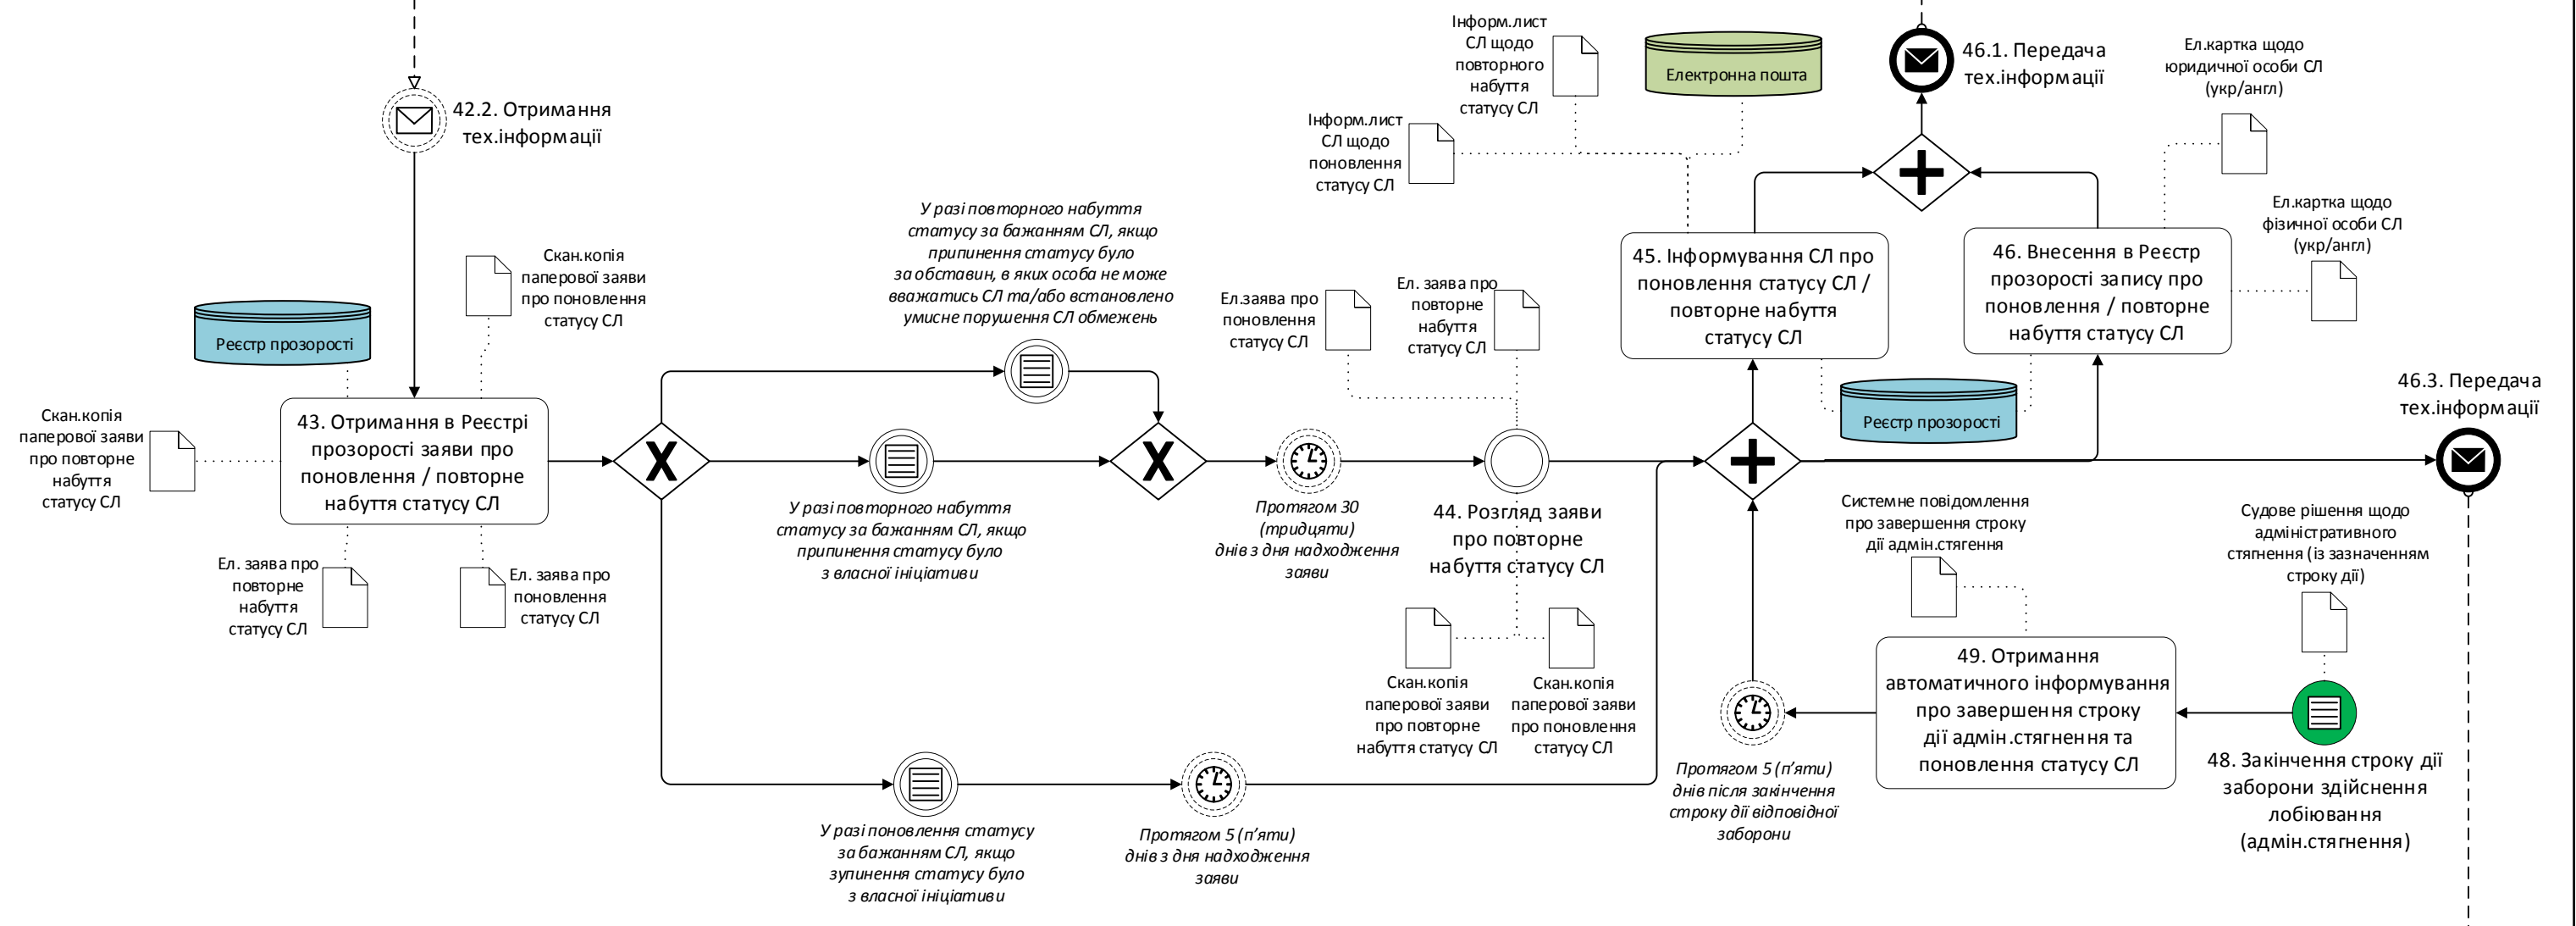 42.2. Отримання
тех.інформації
Реєстр прозорості
Скан.копія
паперової заяви
про поновлення
статусу СЛ
Скан.копія
паперової заяви
про повторне
набуття
статусу СЛ
43. Отримання в Реєстрі
прозорості заяви про
поновлення / повторне
набуття статусу СЛ
Ел. заява про
повторне
набуття
статусу СЛ
Ел. заява про
поновлення
статусу СЛ
У разі повторного набуття
статусу за бажанням СЛ, якщо
припинення статусу було
за обставин, в яких особа не може
вважатись СЛ та/або встановлено
умисне порушення СЛ обмежень
X
У разі повторного набуття
статусу за бажанням СЛ, якщо
припинення статусу було
з власної ініціативи
X
У разі поновлення статусу
за бажанням СЛ, якщо
зупинення статусу було
з власної ініціативи
Протягом 5 (п'яти)
днів з дня надходження
заяви
Протягом 30
(тридцяти)
днів з дня надходження
заяви
Ел.заява про
поновлення
статусу СЛ
Ел. заява про
повторне
набуття
статусу СЛ
44. Розгляд заяви
про повторне
набуття статусу СЛ
Скан.копія
паперової заяви
про повторне
набуття статусу СЛ
Скан.копія
паперової заяви
про поновлення
статусу СЛ
Інформ.лист
СЛ щодо
повторного
набуття
статусу СЛ
Інформ.лист
СЛ щодо
поновлення
статусу СЛ
Електронна пошта
46.1. Передача
тех.інформації
Ел.картка щодо
юридичної особи СЛ
(укр/англ)
Ел.картка щодо
фізичної особи СЛ
(укр/англ)
45. Інформування СЛ про
поновлення статусу СЛ /
повторне набуття
статусу СЛ
46. Внесення в Реєстр
прозорості запису про
поновлення / повторне
набуття статусу СЛ
Реєстр прозорості
46.3. Передача
тех.інформації
Системне повідомлення
про завершення строку
дії адмін.стягення
Судове рішення щодо
адміністративного
стягнення (із зазначенням
строку дії)
49. Отримання
автоматичного інформування
про завершення строку
дії адмін.стягнення та
поновлення статусу СЛ
Протягом 5 (п'яти)
днів після закінчення
строку дії відповідної
заборони
48. Закінчення строку дії
заборони здійснення
лобіювання
(адмін.стягнення)